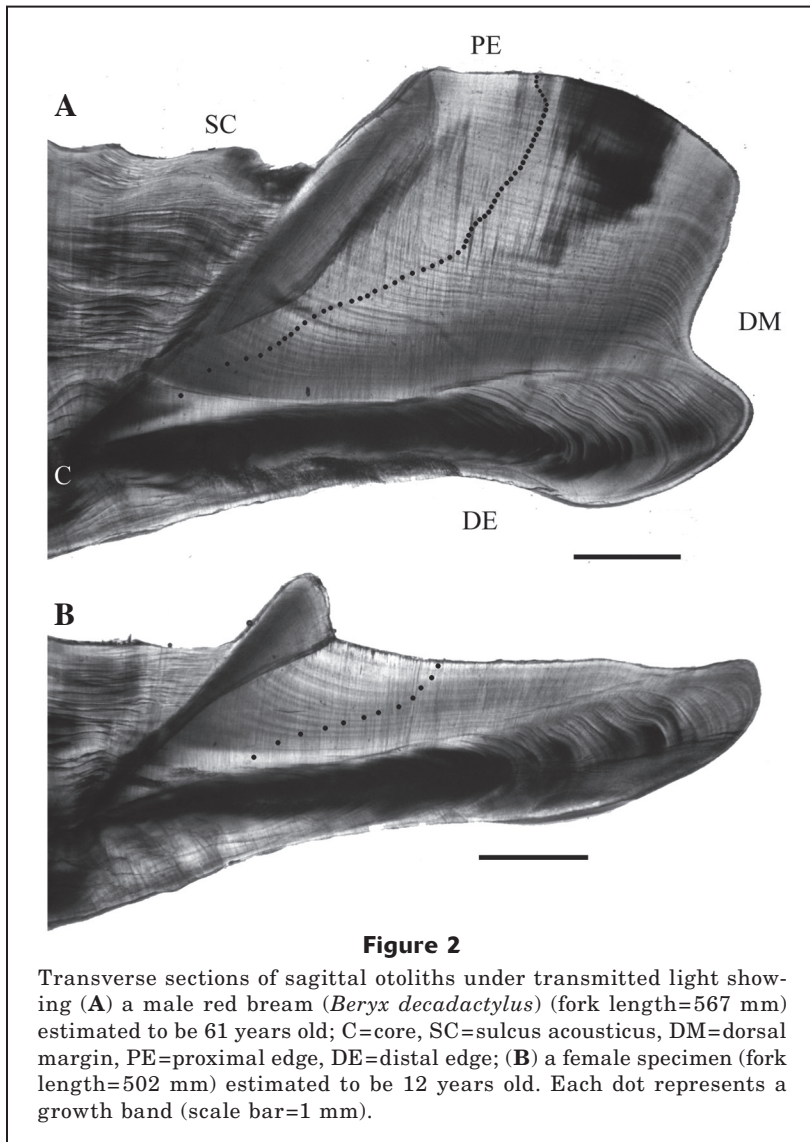 PE
A
SC
DM
C
DE
B
Figure 2
Transverse sections of sagittal otoliths under transmitted light show-
ing (A) a male red bream (Beryx decadactylus) (fork length=567 mm)
estimated to be 61 years old; C=core, SC=sulcus acousticus, DM=dorsal
margin, PE=proximal edge, DE=distal edge; (B) a female specimen (fork
length=502 mm) estimated to be 12 years old. Each dot represents a
growth band (scale bar=1 mm).